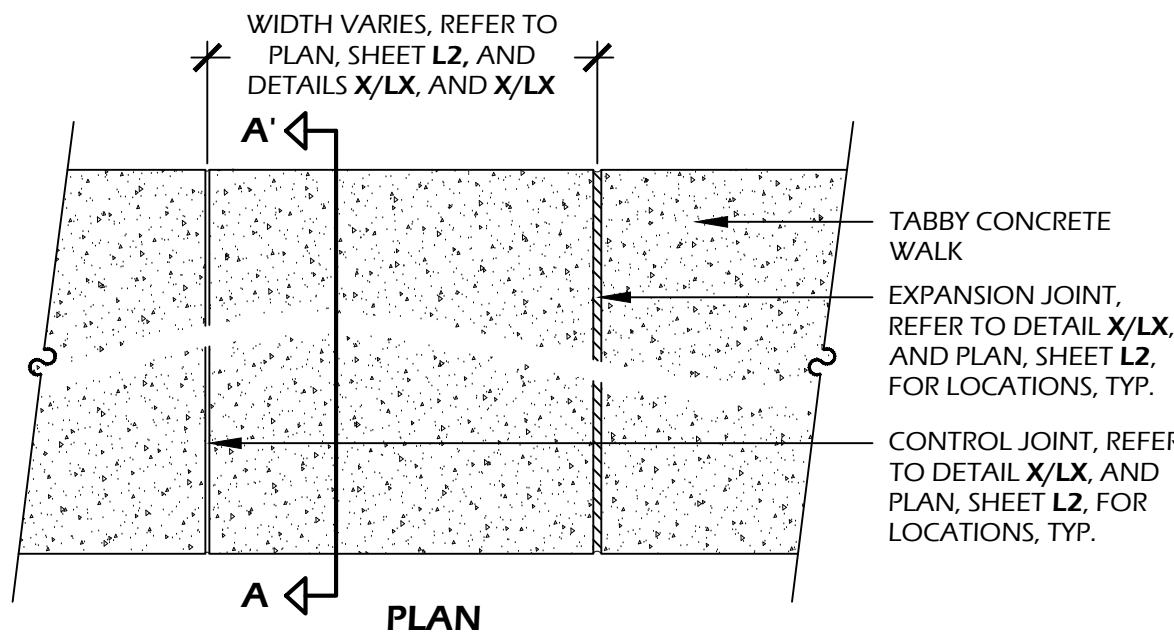 WIDTH VARIES, REFER TO
PLAN, SHEET L2, AND
DETAILS X/LX, AND X/LX
A'
TABBY CONCRETE
WALK
EXPANSION JOINT,
REFER TO DETAIL X/LX,
AND PLAN, SHEET L2,
FOR LOCATIONS, TYP.
CONTROL JOINT, REFER
TO DETAIL X/LX, AND
PLAN, SHEET L2, FOR
LOCATIONS, TYP.
A
PLAN